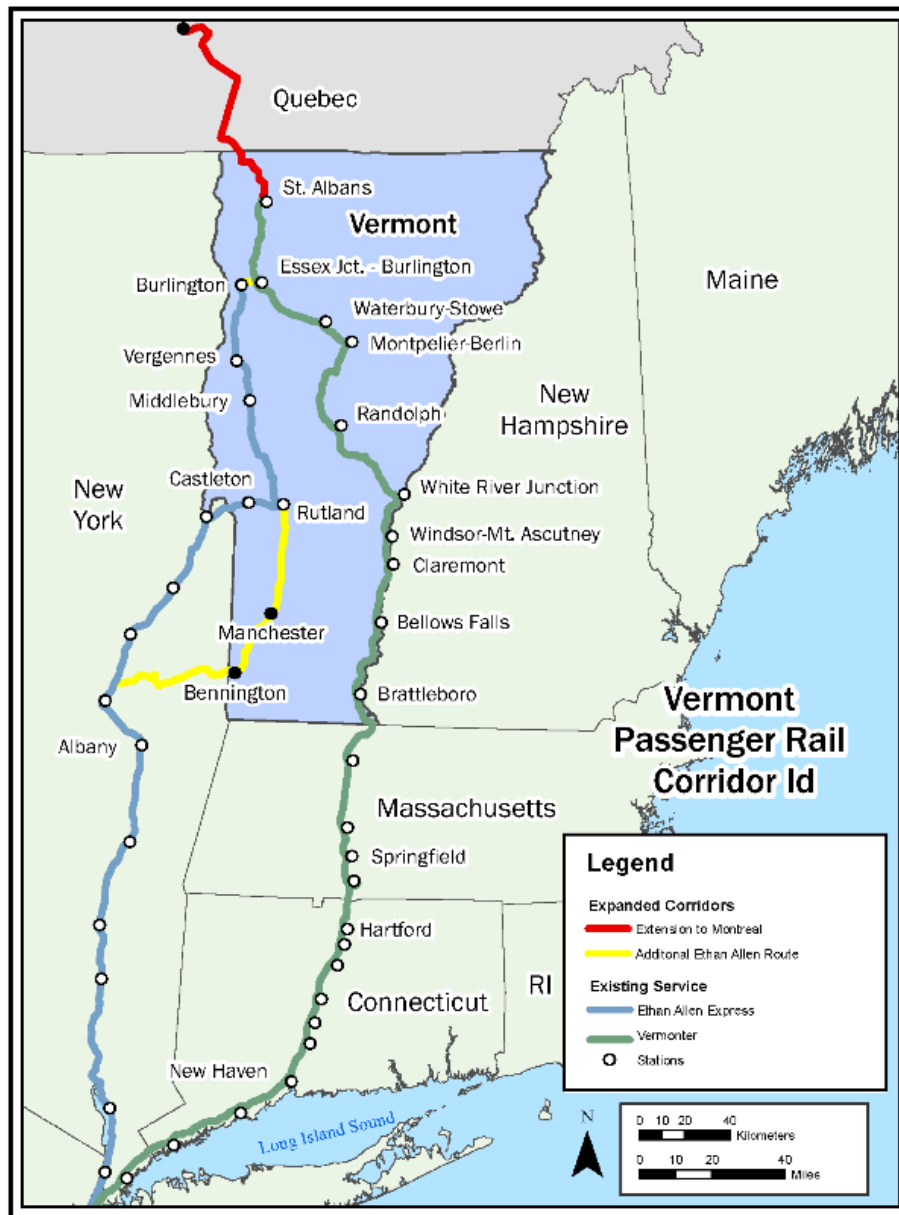 Quebec
St. Albans
Vermont
Essex Jct. - Burlington
Burlington
Maine
Waterbury-Stowe
Montpelier-Berlin
Vergennes
Middlebury
New
Hampshire
Randolph
Castleton
New
York
White River Junction
Rutland
Windsor-Mt. Ascutney
Claremont
Bellows Falls
Manchester
Bennington
Brattleboro
Vermont
Passenger Rail
Corridor Id
Albany
Massachusetts
Springfield
Hartford
Connecticut
RI
New Haven
Long Island Sound
Legend
Expanded Corridors
Extension to Montreal
Additonal Ethan Allen Route
Existing Service
Ethan Allen Express
Vermonter
Stations
N
0 10 20 40
Kilometers
0 10 20 40
Miles